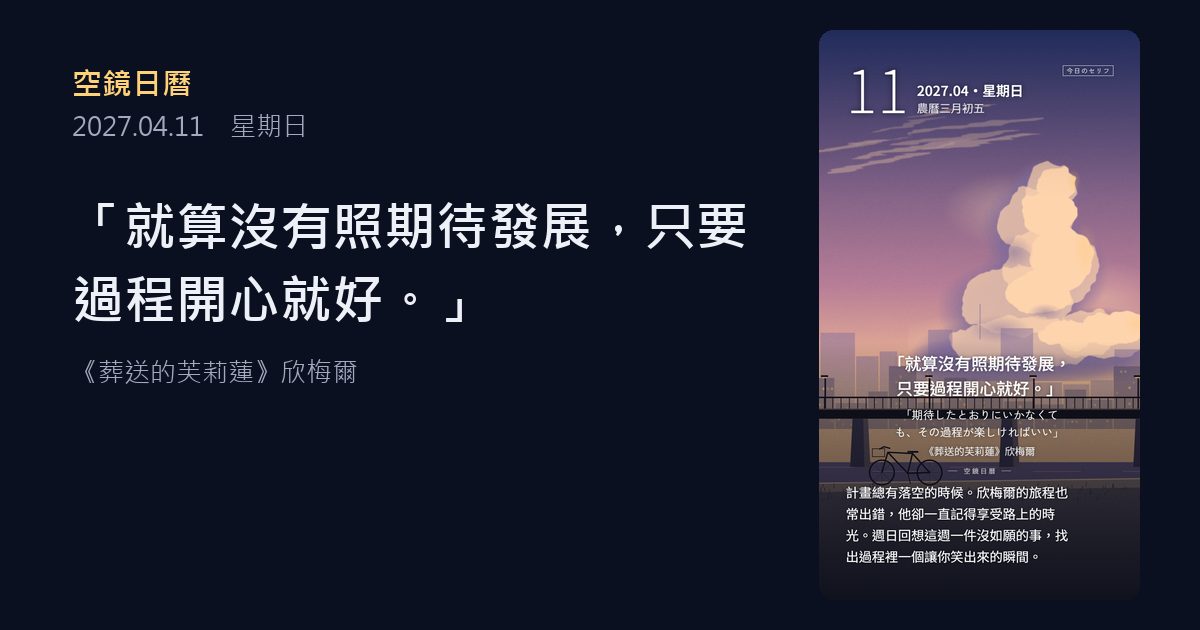 空鏡日曆
2027.04.11 星期日
「就算沒有照期待發展，只要
過程開心就好。」
《葬送的芙莉蓮》欣梅爾
11
今日のセリフ
2027.04・星期日
農曆三月初五
「就算沒有照期待發展，
只要過程開心就好。」
「期待したとおりにいかなくて
も、その過程が楽しければいい」
《葬送的芙莉蓮》欣梅爾
空鏡日曆
計畫總有落空的時候。欣梅爾的旅程也
常出錯，他卻一直記得享受路上的時
光。週日回想這週一件沒如願的事，找
出過程裡一個讓你笑出來的瞬間。